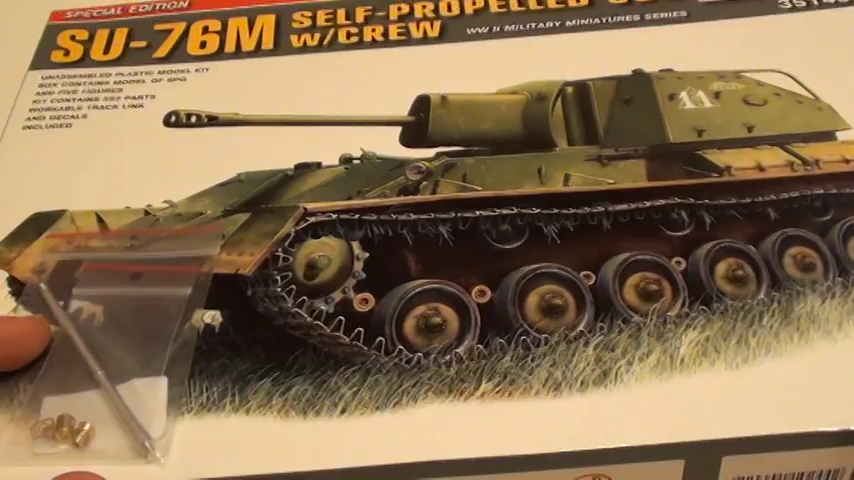 SPECIAL EDITION
SU-76M
SELF-PROPELLED
W/CREW
WW II MILITARY MINIATURES SERIES
UNASSEMBLED PLASTIC MODEL KIT
BOX CONTAINS MODEL OF SPG
AND FIVE FIGURES
KIT CONTAINS 552 PARTS
WORKABLE TRACK LINK
AND DECALS
INCLUDED
11